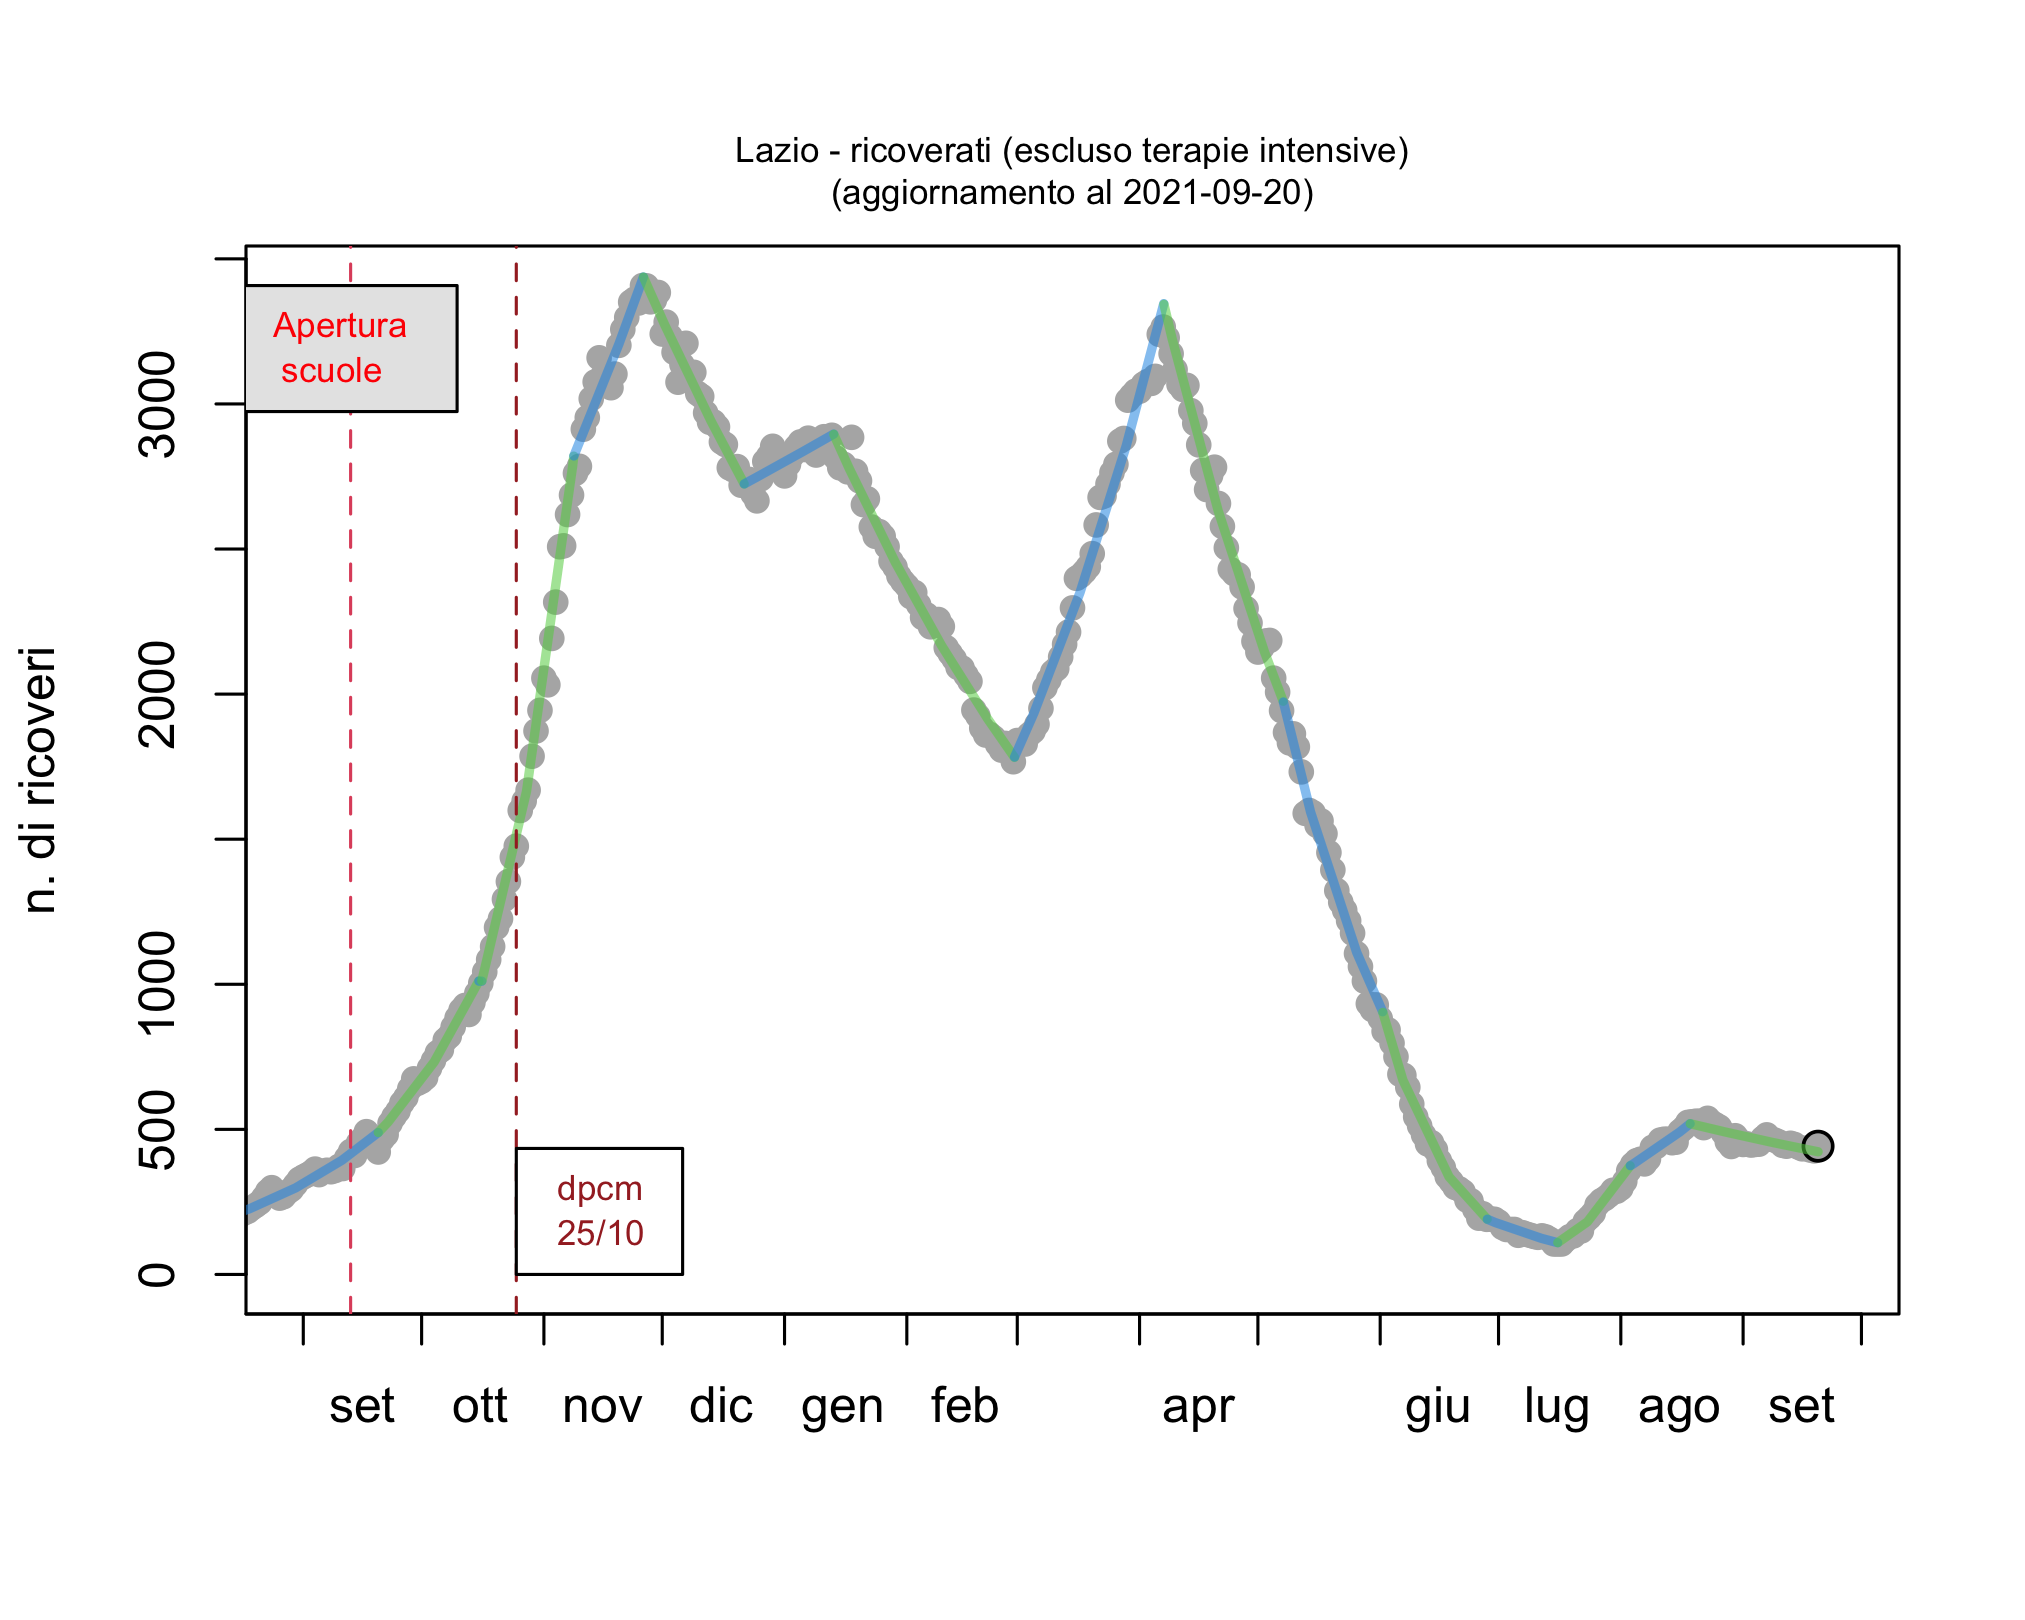 Lazio - ricoverati (escluso terapie intensive)
(aggiornamento al 2021-09-20)
Apertura
scuole
dpcm
25/10
n. di ricoveri
3000
2000
1000
500
0
set ott nov dic gen feb apr giu lug ago set